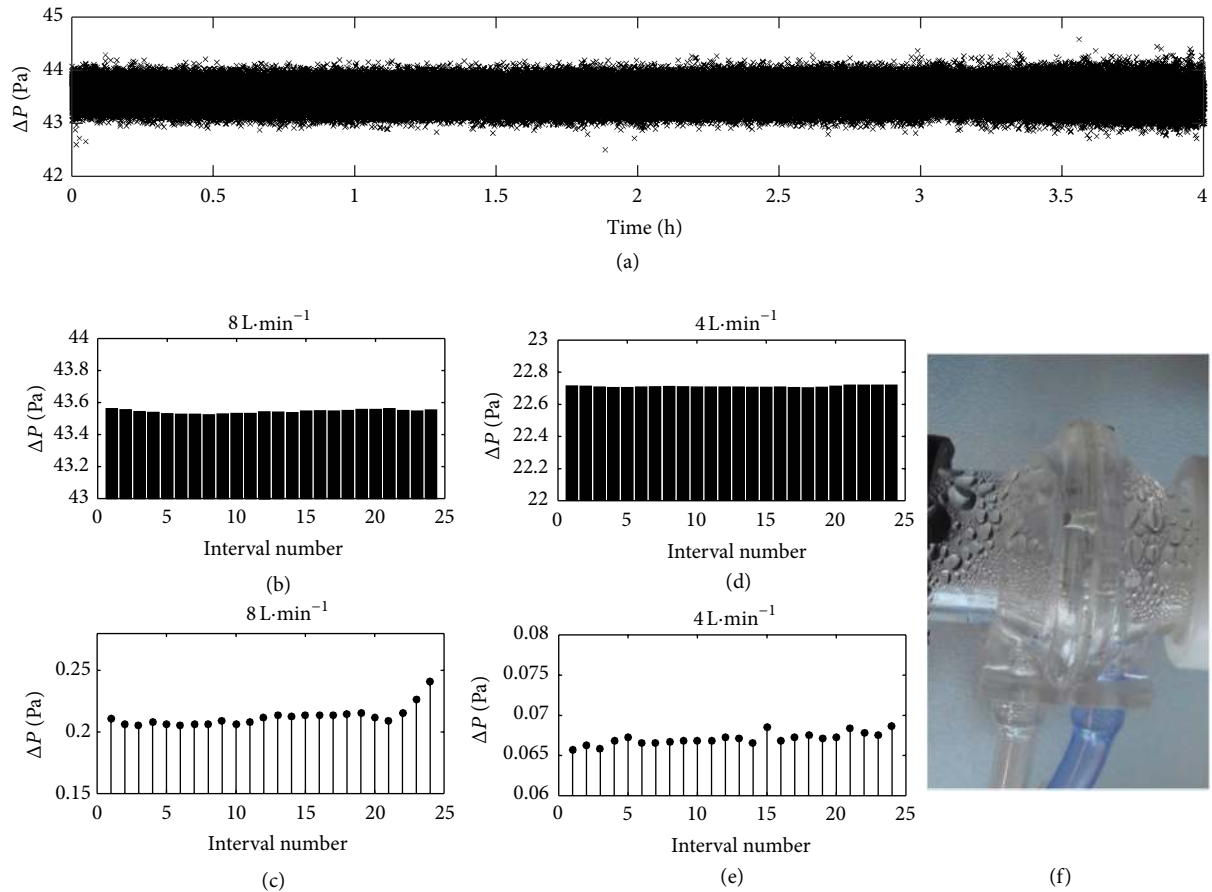 45
44
43
42
ΔP (Pa)
0 0.5 1 1.5 2 2.5 3 3.5 4
Time (h)
(a)
8 L·min⁻¹
44
43.8
43.6
43.4
43.2
43
ΔP (Pa)
0 5 10 15 20 25
Interval number
(b)
4 L·min⁻¹
23
22.8
22.6
22.4
22.2
22
ΔP (Pa)
0 5 10 15 20 25
Interval number
(d)
8 L·min⁻¹
0.25
0.2
0.15
ΔP (Pa)
0 5 10 15 20 25
Interval number
(c)
4 L·min⁻¹
0.08
0.075
0.07
0.065
0.06
ΔP (Pa)
0 5 10 15 20 25
Interval number
(e)
(f)